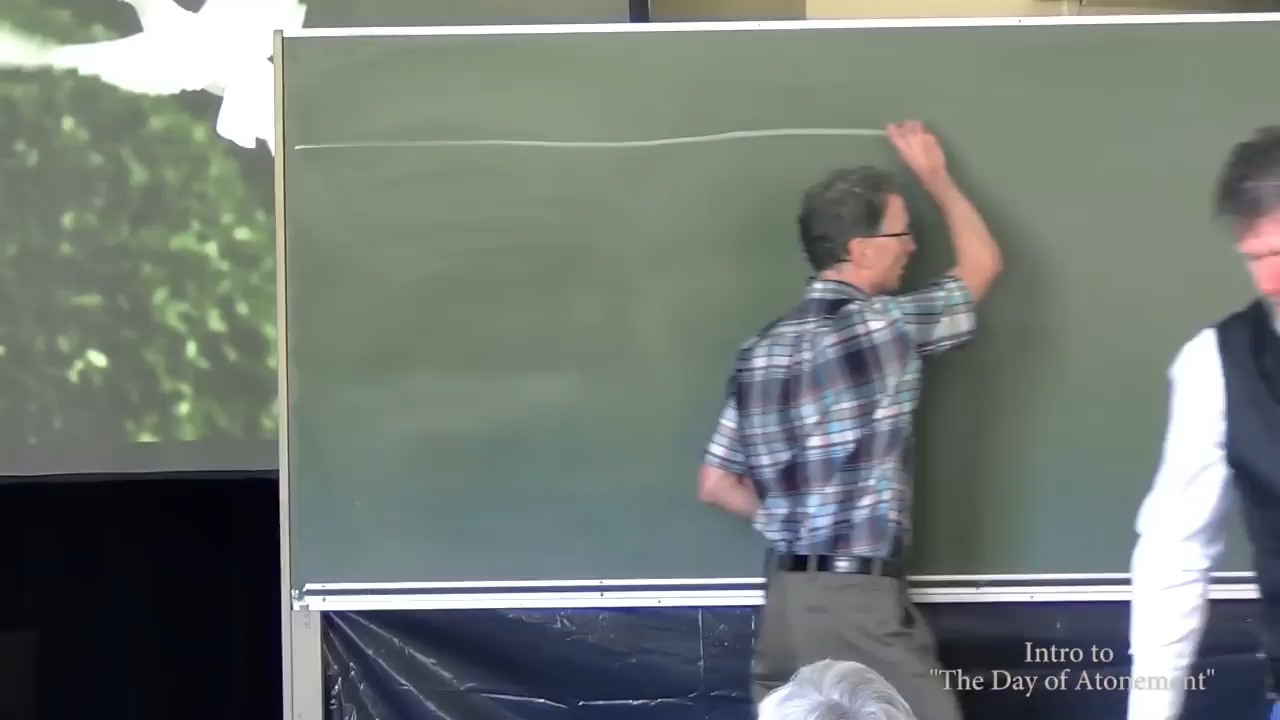 Intro to
"The Day of Atonement"